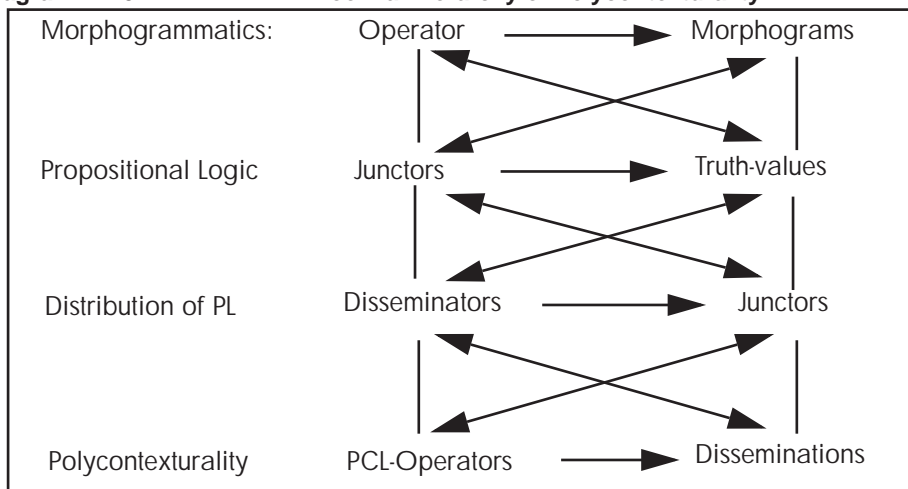 Morphogrammatics: Operator Morphograms
Propositional Logic Junctors Truth-values
Distribution of PL Disseminators Junctors
Polycontexturality PCL-Operators Disseminations